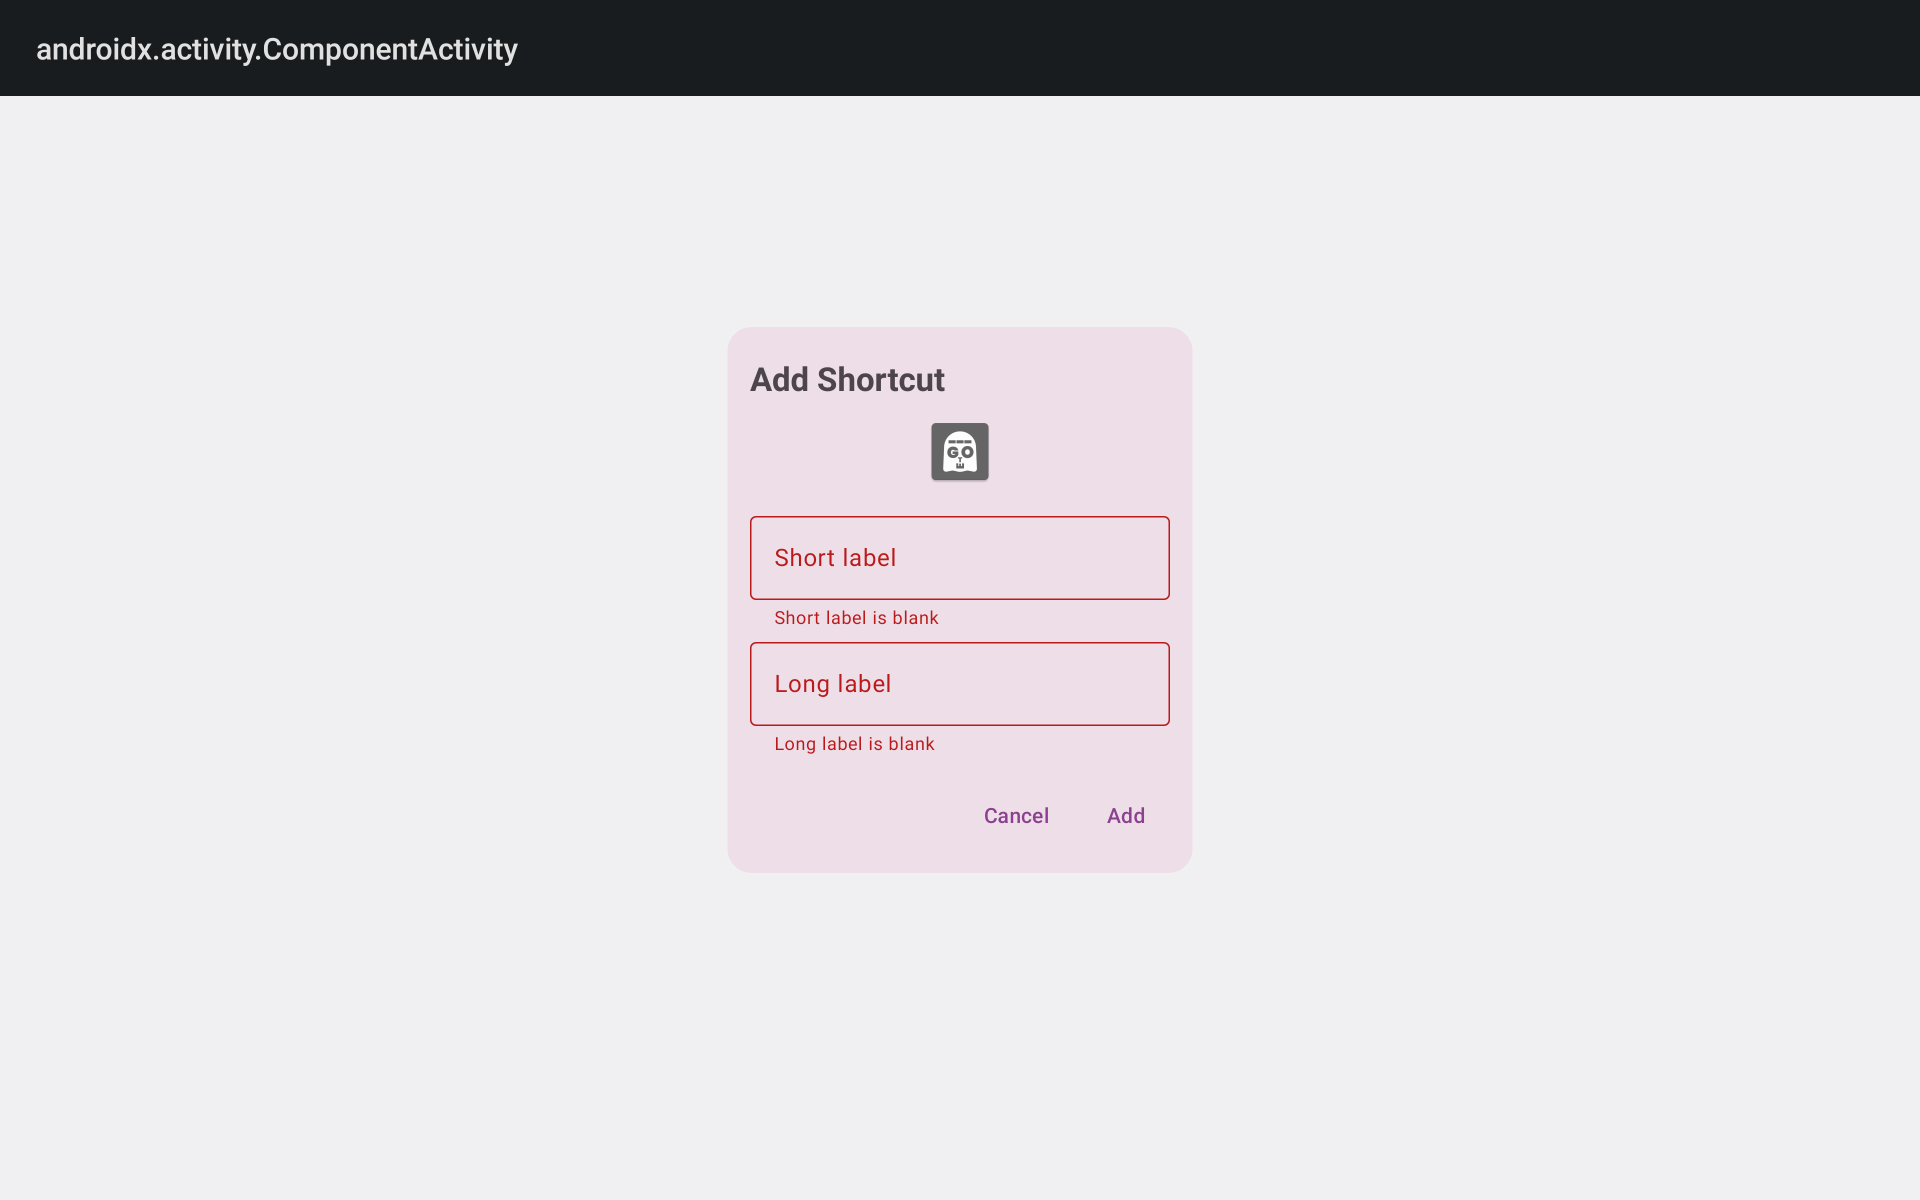 androidx.activity.ComponentActivity
Add Shortcut
GO
Short label
Short label is blank
Long label
Long label is blank
Cancel
Add